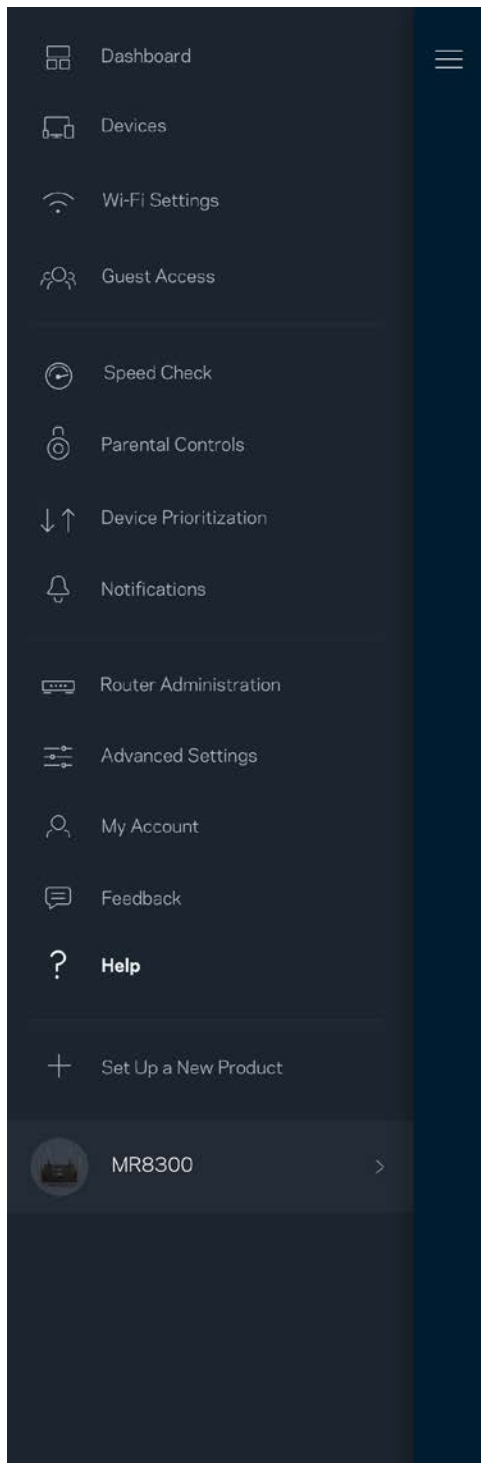 Dashboard
Devices
Wi-Fi Settings
Guest Access
Speed Check
Parental Controls
Device Prioritization
Notifications
Router Administration
Advanced Settings
My Account
Feedback
? Help
Set Up a New Product
MR8300